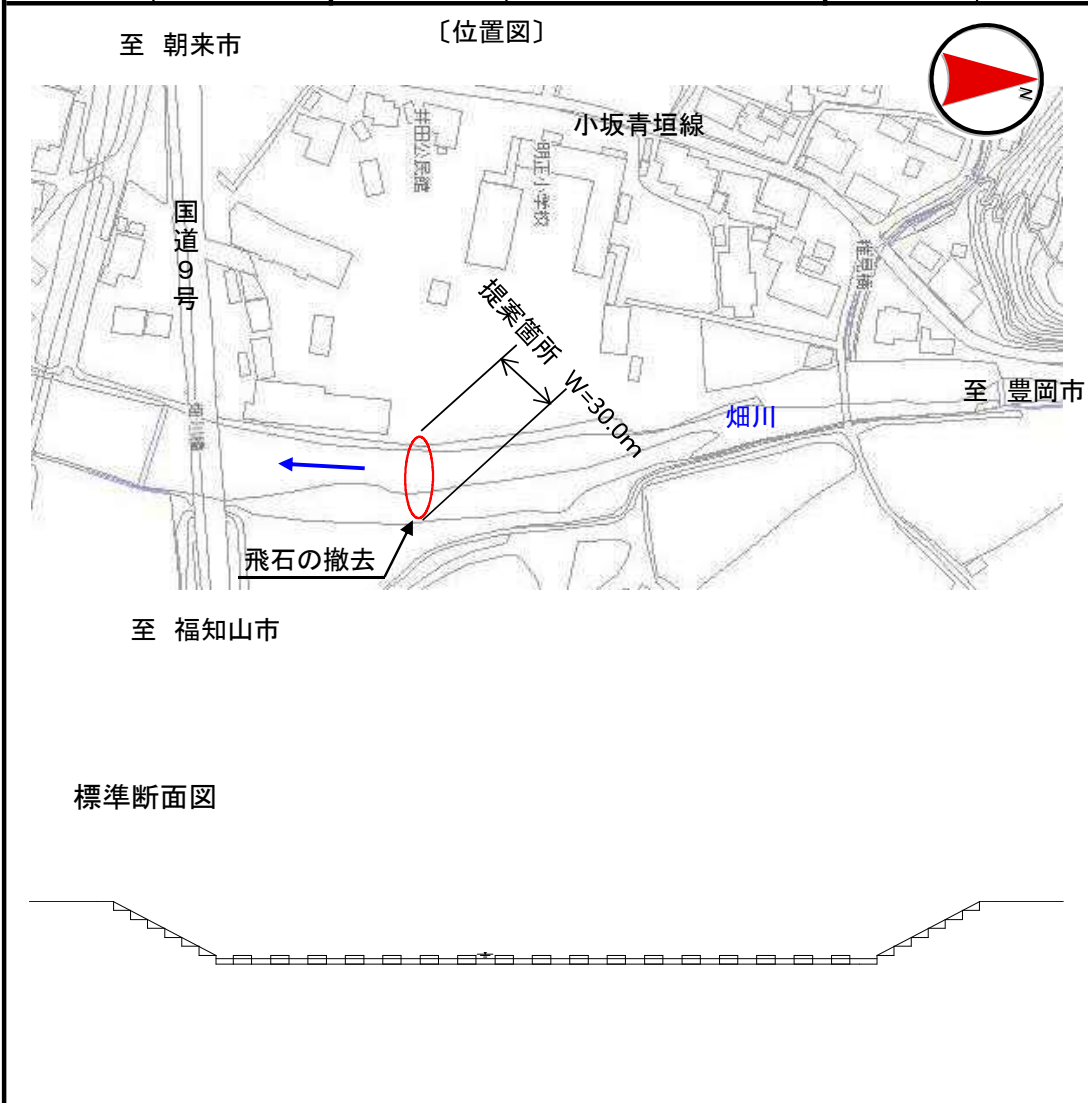 〔位置図〕
至 朝来市
N
小坂青垣線
井田公民館
明正小学校
国道9号
提案箇所 W=30.0m
畑川
至 豊岡市
飛石の撤去
至 福知山市
標準断面図